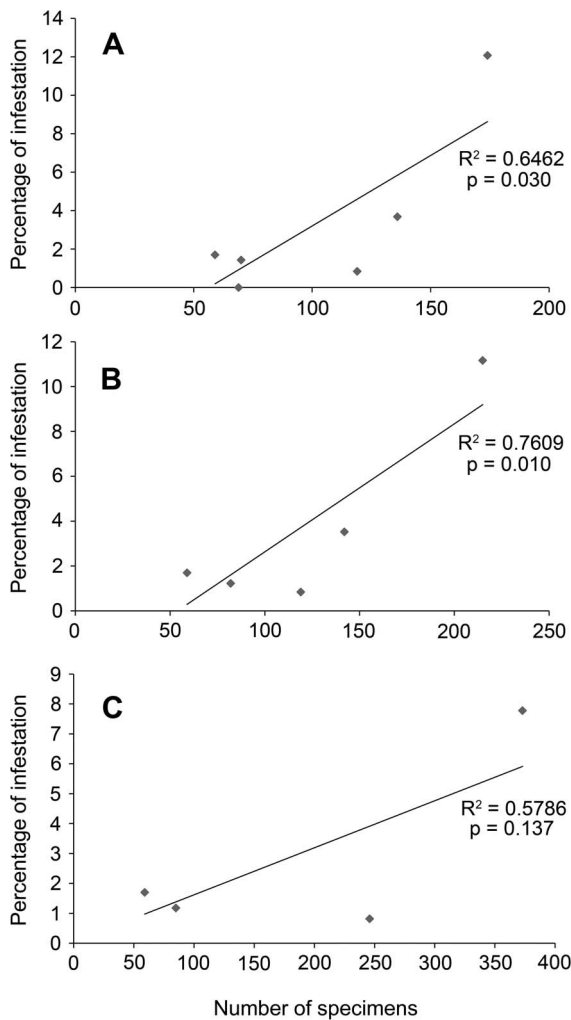 A
Percentage of infestation
14
12
10
8
6
4
2
0
R² = 0.6462
p = 0.030
0 50 100 150 200
B
Percentage of infestation
12
10
8
6
4
2
0
R² = 0.7609
p = 0.010
0 50 100 150 200 250
C
Percentage of infestation
9
8
7
6
5
4
3
2
1
0
R² = 0.5786
p = 0.137
0 50 100 150 200 250 300 350 400
Number of specimens